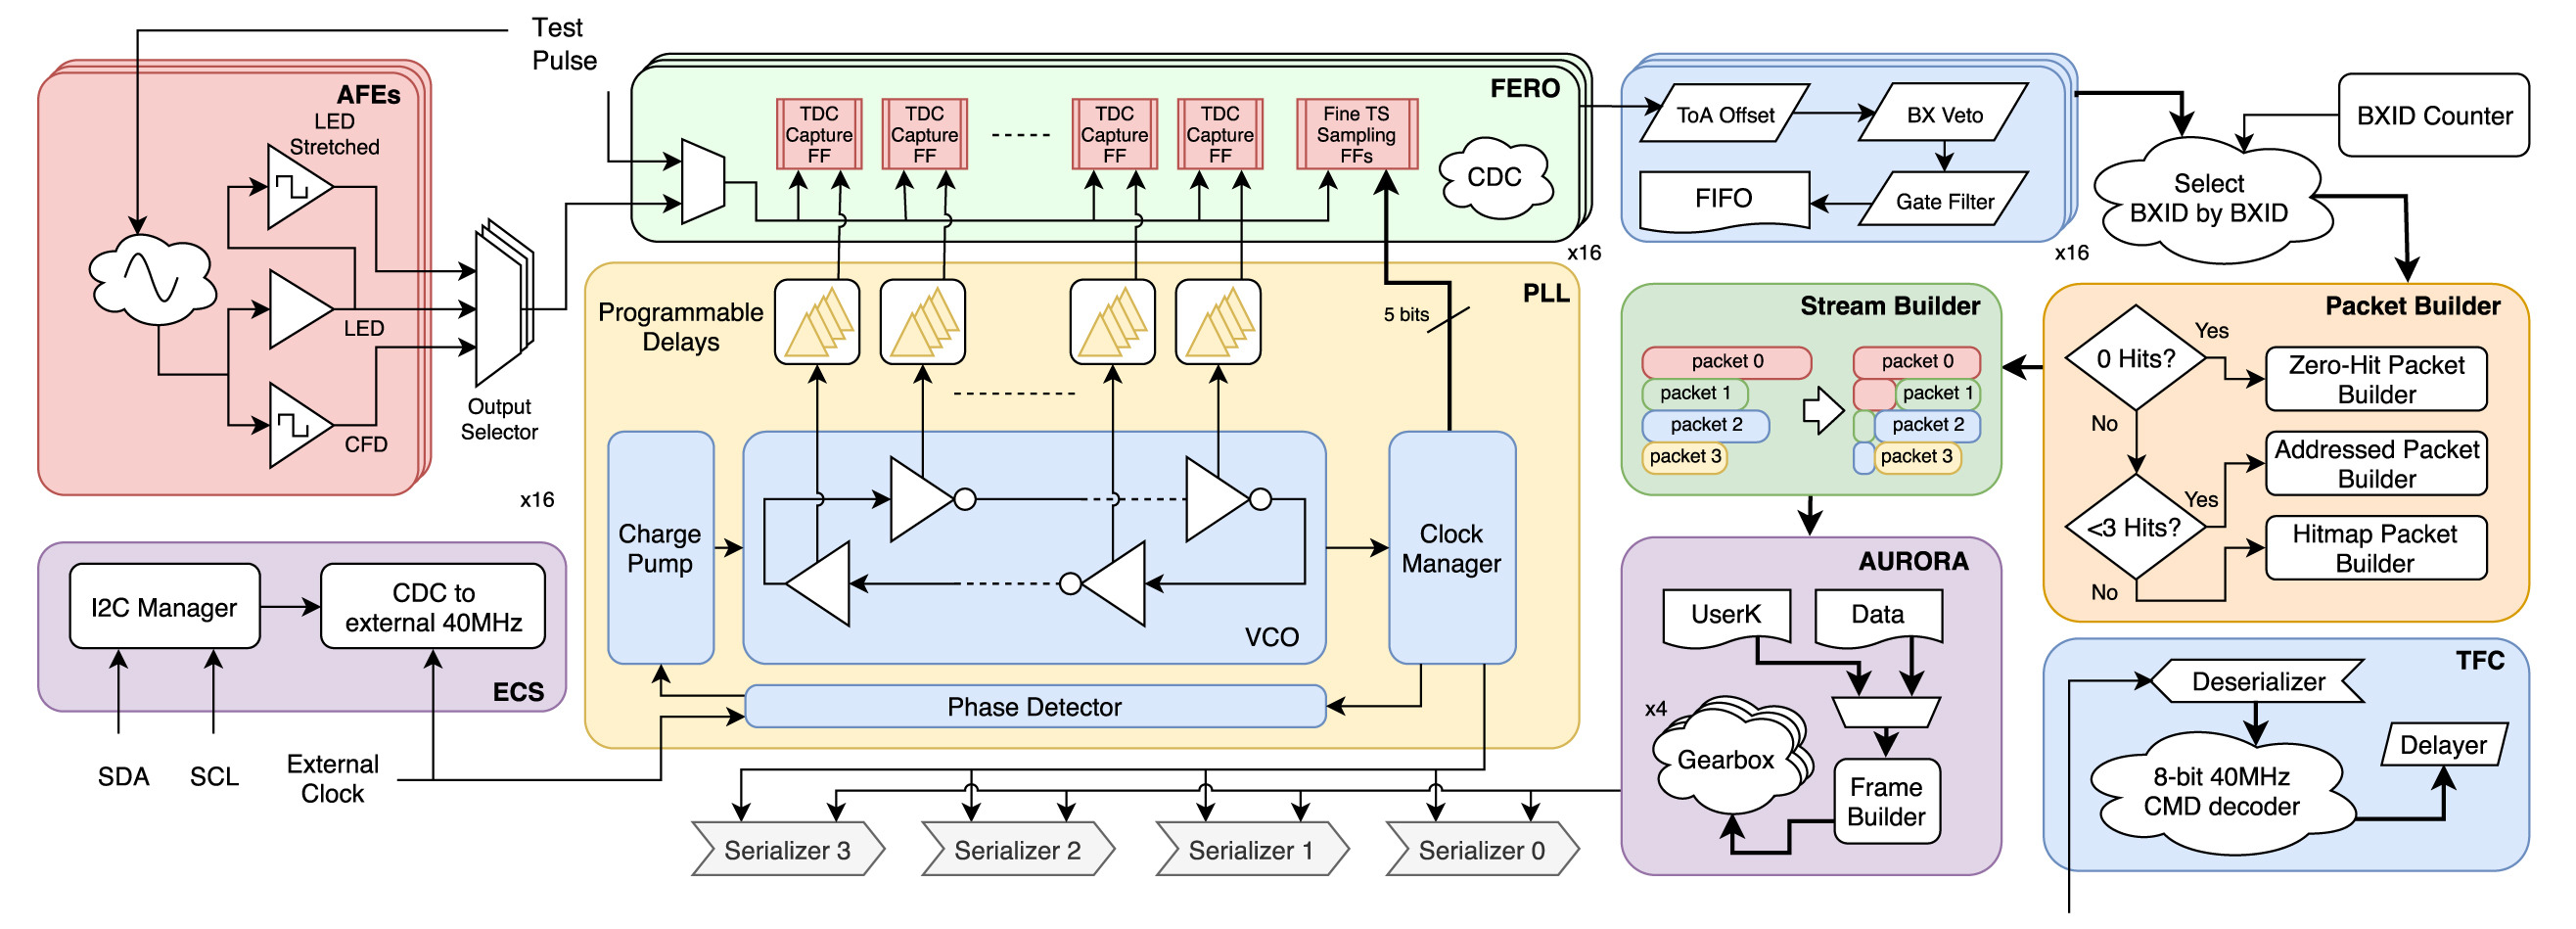 Test
Pulse
AFEs
LED
Stretched
LED
CFD
Output
Selector
x16
FERO
TDC
Capture
FF
TDC
Capture
FF
TDC
Capture
FF
TDC
Capture
FF
Fine TS
Sampling
FFs
CDC
x16
ToA Offset
BX Veto
FIFO
Gate Filter
x16
BXID Counter
Select
BXID by BXID
PLL
Programmable
Delays
5 bits
Charge
Pump
VCO
Clock
Manager
Phase Detector
Stream Builder
packet 0
packet 1
packet 2
packet 3
packet 0
packet 1
packet 2
packet 3
Packet Builder
0 Hits?
Yes
Zero-Hit Packet
Builder
No
<3 Hits?
Yes
Addressed Packet
Builder
No
Hitmap Packet
Builder
I2C Manager
CDC to
external 40MHz
ECS
SDA
SCL
External
Clock
Serializer 3
Serializer 2
Serializer 1
Serializer 0
AURORA
UserK
Data
x4
Gearbox
Frame
Builder
TFC
Deserializer
8-bit 40MHz
CMD decoder
Delayer